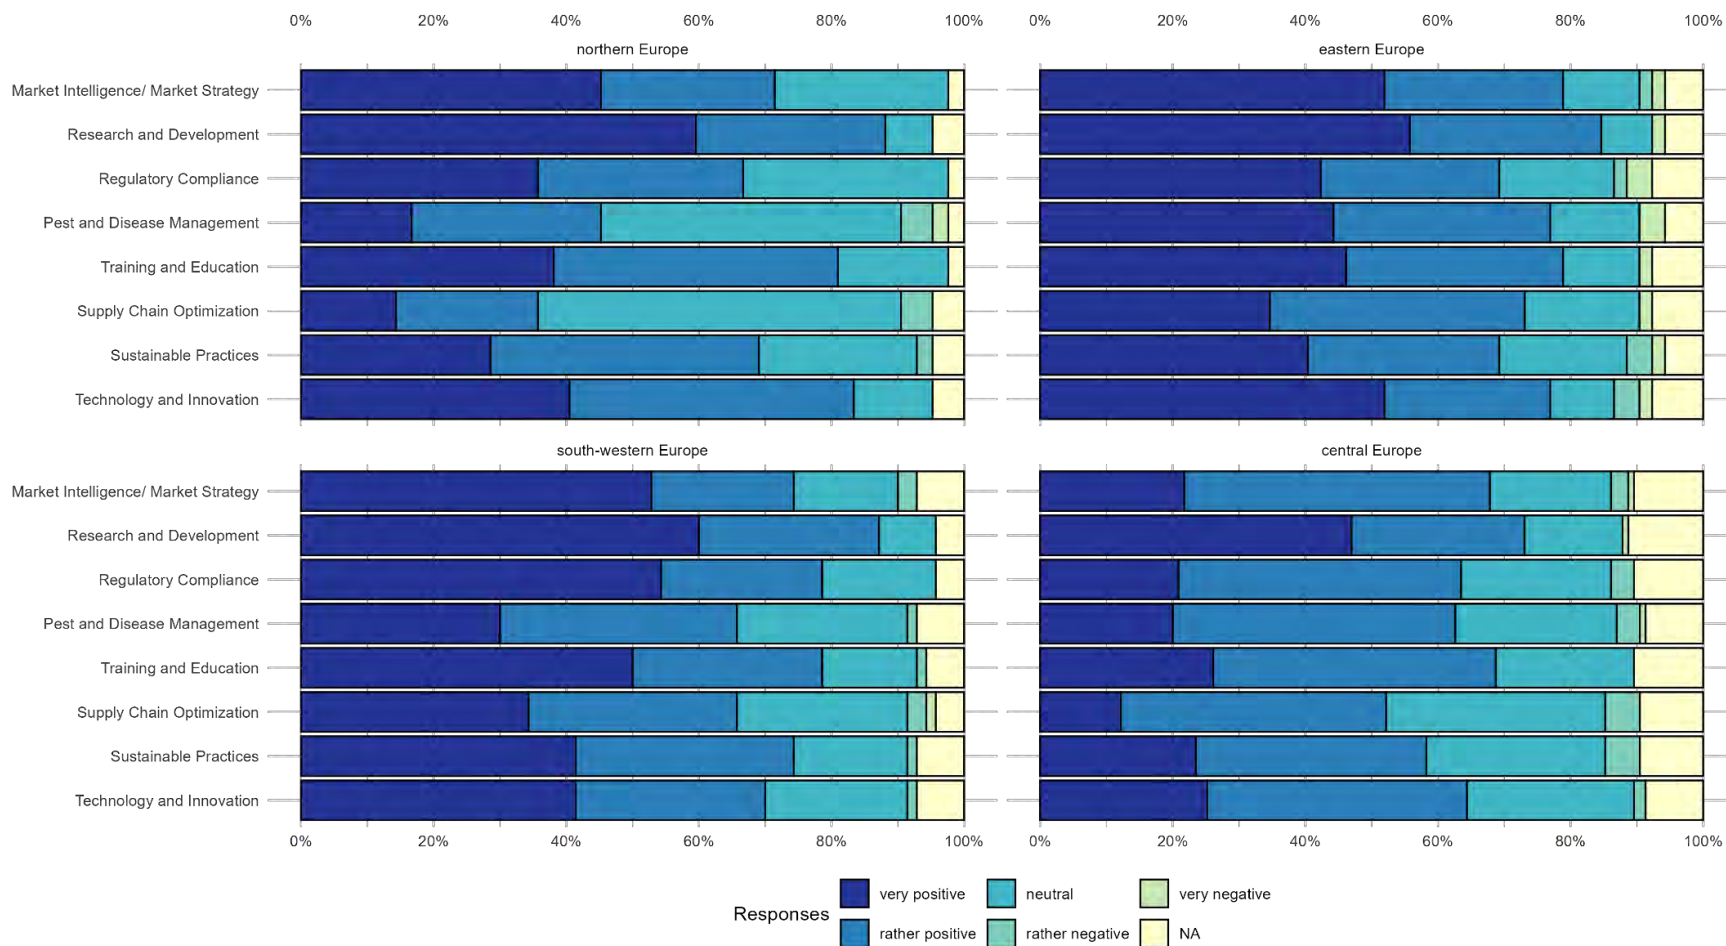 0% 20% 40% 60% 80% 100% 0% 20% 40% 60% 80% 100%
northern Europe eastern Europe
Market Intelligence/ Market Strategy
Research and Development
Regulatory Compliance
Pest and Disease Management
Training and Education
Supply Chain Optimization
Sustainable Practices
Technology and Innovation
south-western Europe central Europe
Market Intelligence/ Market Strategy
Research and Development
Regulatory Compliance
Pest and Disease Management
Training and Education
Supply Chain Optimization
Sustainable Practices
Technology and Innovation
0% 20% 40% 60% 80% 100% 0% 20% 40% 60% 80% 100%
very positive neutral very negative
Responses
rather positive rather negative NA